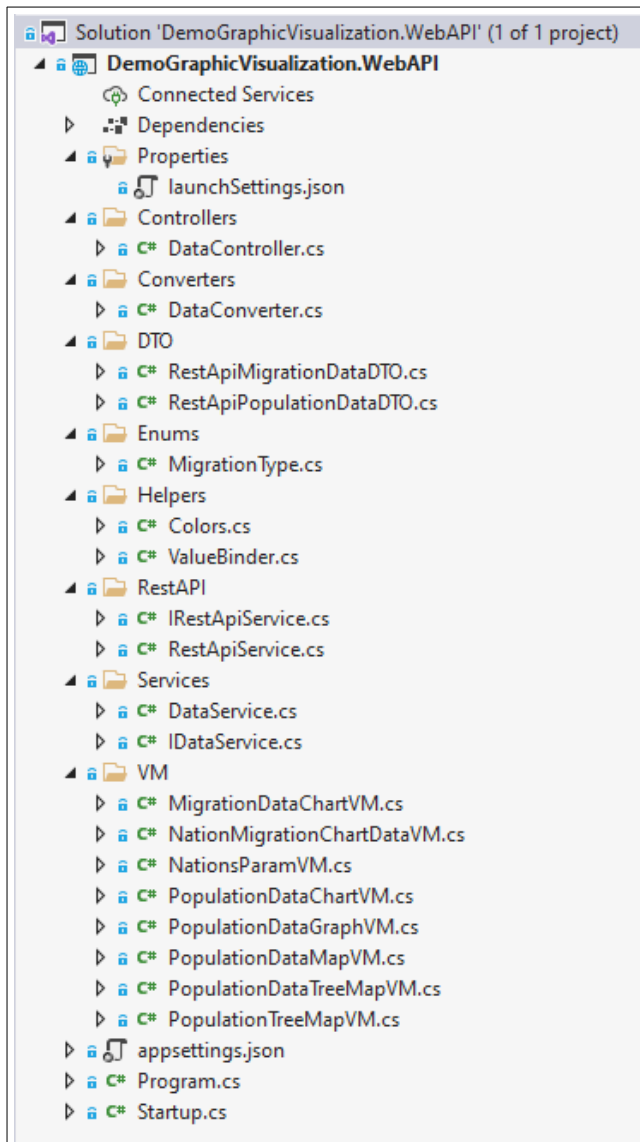 Solution 'DemoGraphicVisualization.WebAPI' (1 of 1 project)
DemoGraphicVisualization.WebAPI
Connected Services
Dependencies
Properties
launchSettings.json
Controllers
C# DataController.cs
Converters
C# DataConverter.cs
DTO
C# RestApiMigrationDataDTO.cs
C# RestApiPopulationDataDTO.cs
Enums
C# MigrationType.cs
Helpers
C# Colors.cs
C# ValueBinder.cs
RestAPI
C# IRestApiService.cs
C# RestApiService.cs
Services
C# DataService.cs
C# IDataService.cs
VM
C# MigrationDataChartVM.cs
C# NationMigrationChartDataVM.cs
C# NationsParamVM.cs
C# PopulationDataChartVM.cs
C# PopulationDataGraphVM.cs
C# PopulationDataMapVM.cs
C# PopulationDataTreeMapVM.cs
C# PopulationTreeMapVM.cs
appsettings.json
C# Program.cs
C# Startup.cs